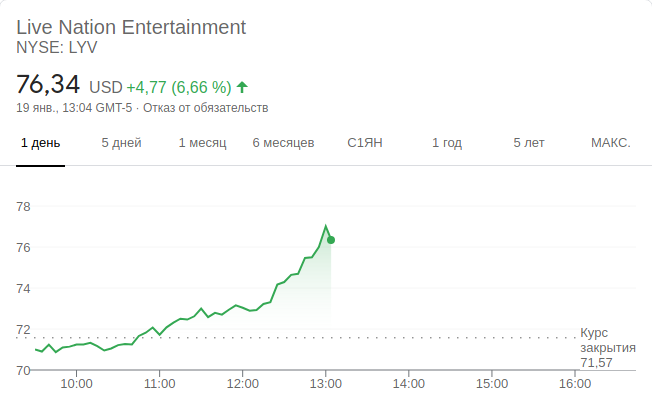 Live Nation Entertainment
NYSE: LYV
76,34 USD +4,77 (6,66 %)
19 янв., 13:04 GMT-5 · Отказ от обязательств
1 день 5 дней 1 месяц 6 месяцев С1ЯН 1 год 5 лет МАКС.
78
76
74
72
70
Курс
закрытия
71,57
10:00 11:00 12:00 13:00 14:00 15:00 16:00